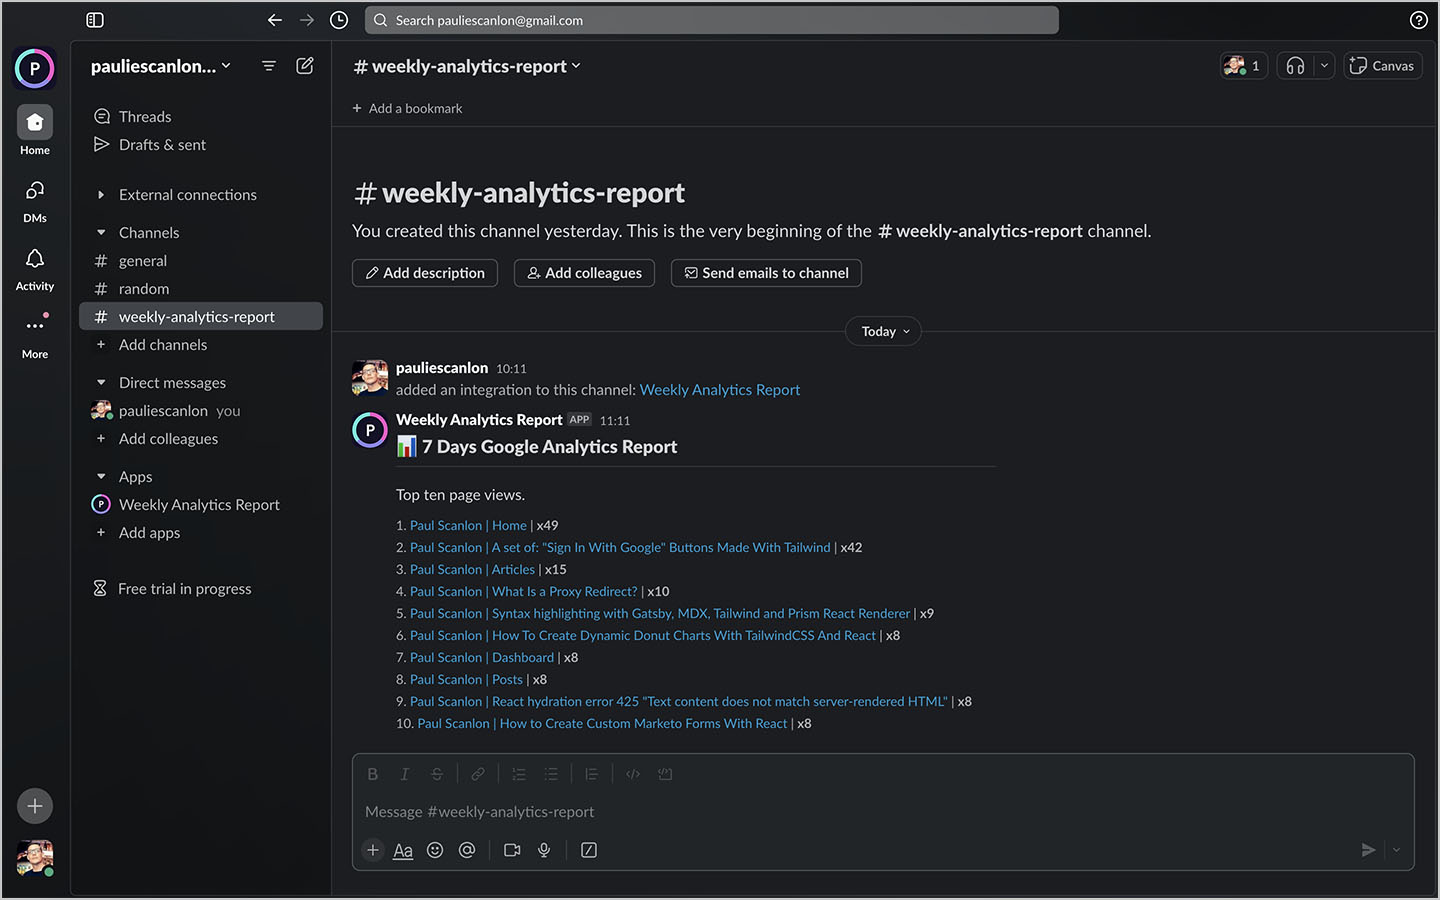 Search pauliescanlon@gmail.com
P
pauliescanlon...
Home
DMs
Activity
More
Threads
Drafts & sent
External connections
Channels
# general
# random
# weekly-analytics-report
+ Add channels
Direct messages
pauliescanlon you
+ Add colleagues
Apps
P Weekly Analytics Report
+ Add apps
Free trial in progress
# weekly-analytics-report
1
Canvas
+ Add a bookmark
# weekly-analytics-report
You created this channel yesterday. This is the very beginning of the # weekly-analytics-report channel.
Add description
Add colleagues
Send emails to channel
Today
pauliescanlon 10:11
added an integration to this channel: Weekly Analytics Report
P
Weekly Analytics Report APP 11:11
7 Days Google Analytics Report
Top ten page views.
1. Paul Scanlon | Home | x49
2. Paul Scanlon | A set of: "Sign In With Google" Buttons Made With Tailwind | x42
3. Paul Scanlon | Articles | x15
4. Paul Scanlon | What Is a Proxy Redirect? | x10
5. Paul Scanlon | Syntax highlighting with Gatsby, MDX, Tailwind and Prism React Renderer | x9
6. Paul Scanlon | How To Create Dynamic Donut Charts With TailwindCSS And React | x8
7. Paul Scanlon | Dashboard | x8
8. Paul Scanlon | Posts | x8
9. Paul Scanlon | React hydration error 425 "Text content does not match server-rendered HTML" | x8
10. Paul Scanlon | How to Create Custom Marketo Forms With React | x8
B I S
Message #weekly-analytics-report
+ Aa @